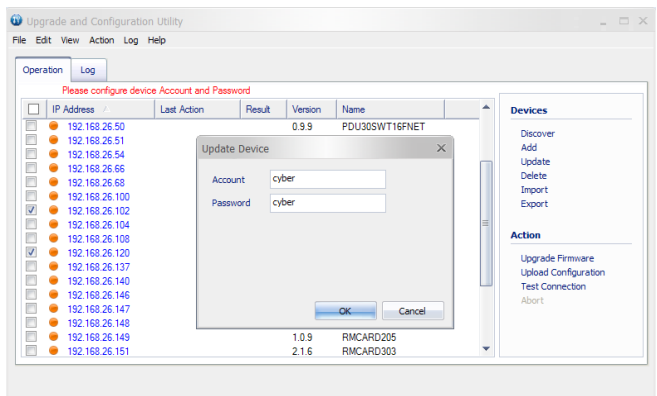 Upgrade and Configuration Utility
File Edit View Action Log Help
Operation Log
Please configure device Account and Password
IP Address Last Action Result Version Name
192.168.26.50 0.9.9 PDU30SWT16FNET
192.168.26.51
192.168.26.54
192.168.26.66
192.168.26.68
192.168.26.100
192.168.26.102
192.168.26.104
192.168.26.108
192.168.26.120
192.168.26.137
192.168.26.140
192.168.26.146
192.168.26.147
192.168.26.148
192.168.26.149 1.0.9 RMCARD205
192.168.26.151 2.1.6 RMCARD303
Update Device
Account cyber
Password cyber
OK Cancel
Devices
Discover
Add
Update
Delete
Import
Export
Action
Upgrade Firmware
Upload Configuration
Test Connection
Abort